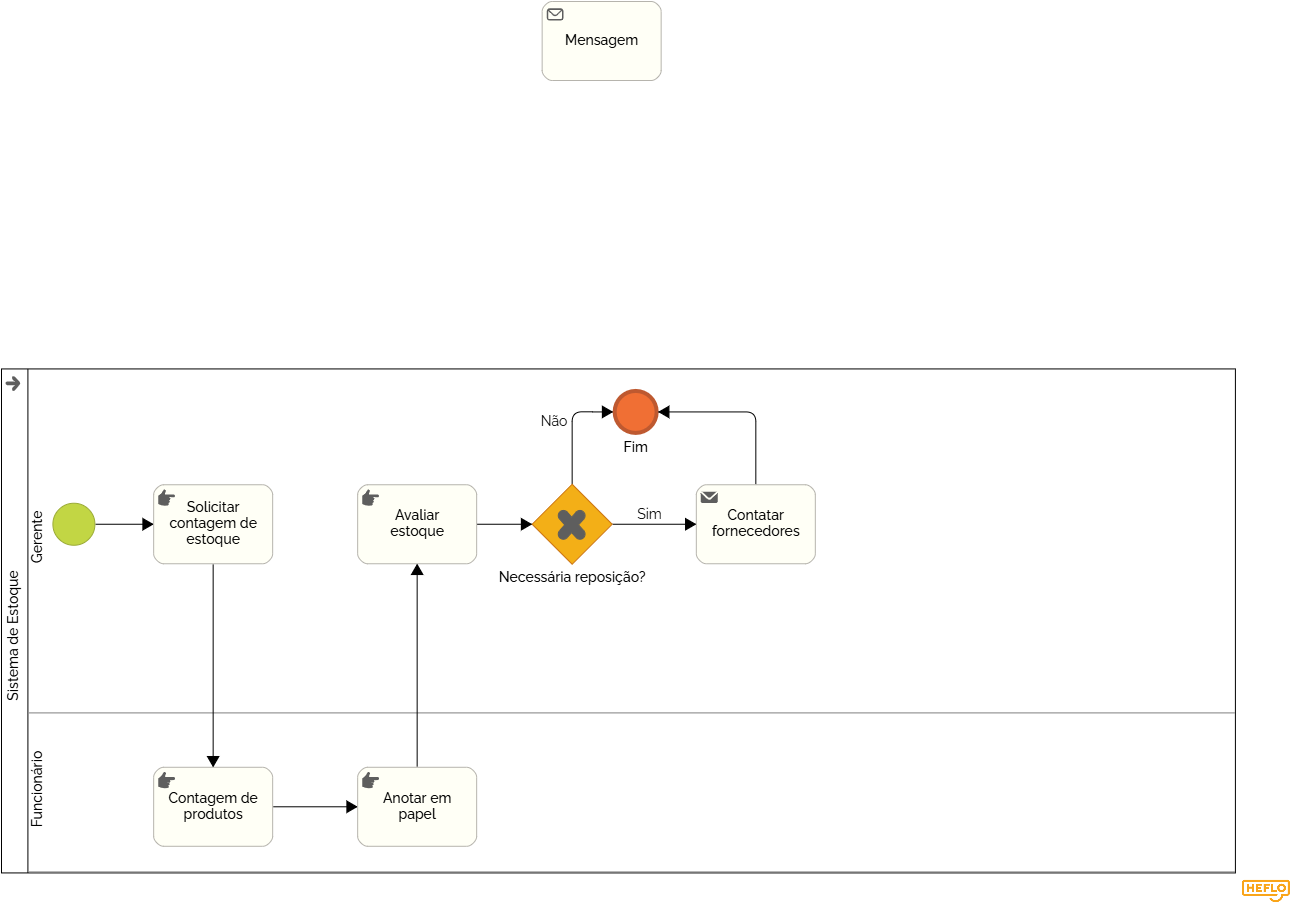 Mensagem
Sistema de Estoque
Gerente
Solicitar
contagem de
estoque
Avaliar
estoque
Necessária reposição?
Não
Fim
Sim
Contatar
fornecedores
Funcionário
Contagem de
produtos
Anotar em
papel
HEFLO